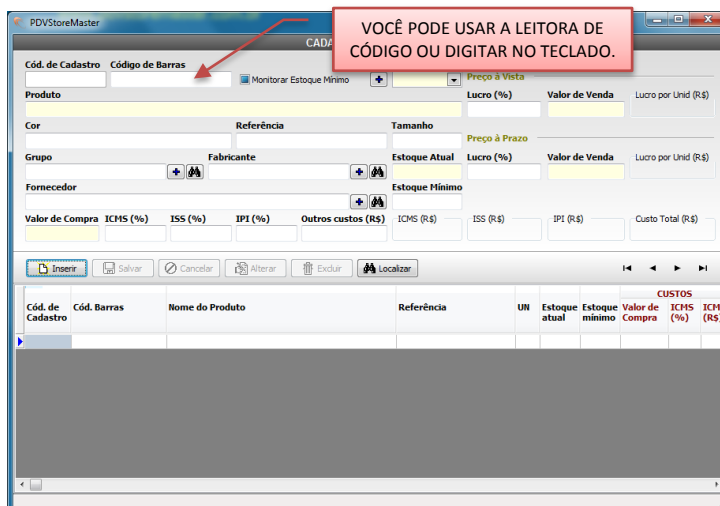 PDVStoreMaster
VOCÊ PODE USAR A LEITORA DE
CÓDIGO OU DIGITAR NO TECLADO.
CADA
Cód. de Cadastro Código de Barras
Monitorar Estoque Mínimo
Preço à Vista
Produto
Lucro (%) Valor de Venda Lucro por Unid (R$)
Cor Referência Tamanho
Preço à Prazo
Grupo Fabricante Estoque Atual Lucro (%) Valor de Venda Lucro por Unid (R$)
Fornecedor Estoque Mínimo
Valor de Compra ICMS (%) ISS (%) IPI (%) Outros custos (R$) ICMS (R$) ISS (R$) IPI (R$) Custo Total (R$)
Inserir Salvar Cancelar Alterar Excluir Localizar
CUSTOS
Cód. de Cód. Barras Nome do Produto Referência UN Estoque Estoque Valor de ICMS ICM
Cadastro atual mínimo Compra (%) (R$